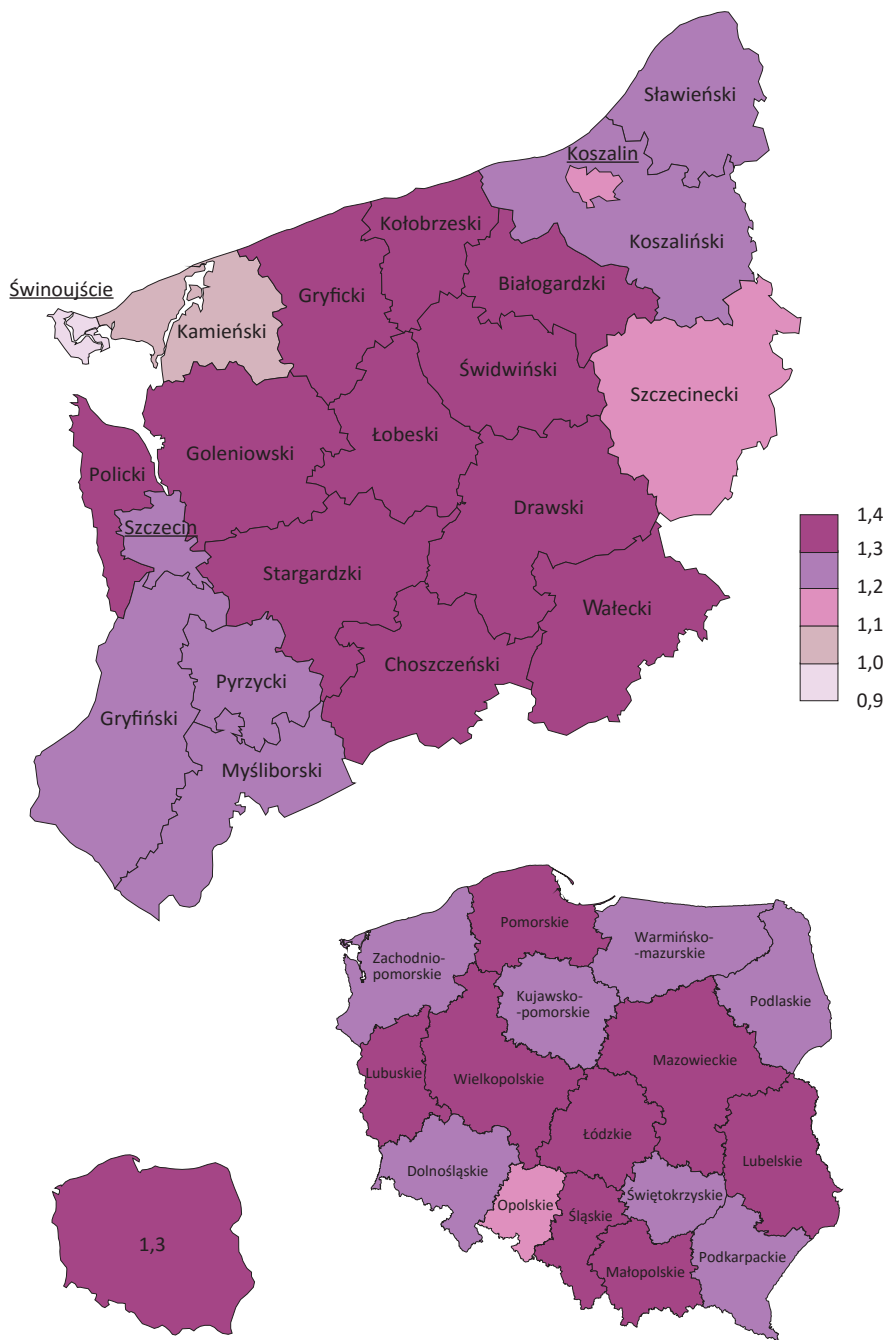 Sławieński
Koszalin
Kołobrzeski
Koszaliński
Białogardzki
Świnoujście
Gryficki
Kamieński
Świdwiński
Szczecinecki
Łobeski
Goleniowski
Policki
Drawski
Szczecin
Stargardzki
Wałecki
Choszczeński
Pyrzycki
Gryfiński
Myśliborski
1,4
1,3
1,2
1,1
1,0
0,9
Pomorskie
Warmińsko-
-mazurskie
Zachodnio-
pomorskie
Kujawsko-
-pomorskie
Podlaskie
Mazowieckie
Lubuskie
Wielkopolskie
Łódzkie
Lubelskie
Dolnośląskie
Świętokrzyskie
Opolskie
Śląskie
Podkarpackie
Małopolskie
1,3